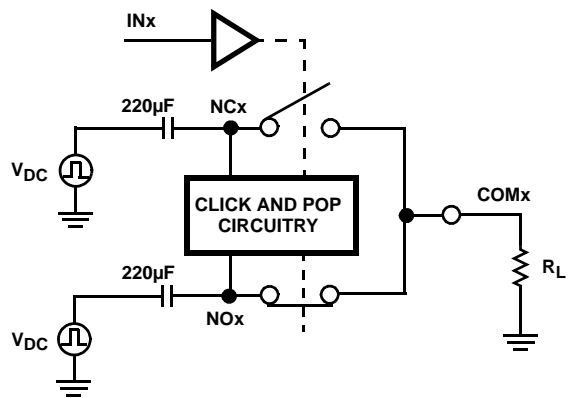 INx
220µF
NCx
VDC
CLICK AND POP
CIRCUITRY
COMx
RL
220µF
NOx
VDC